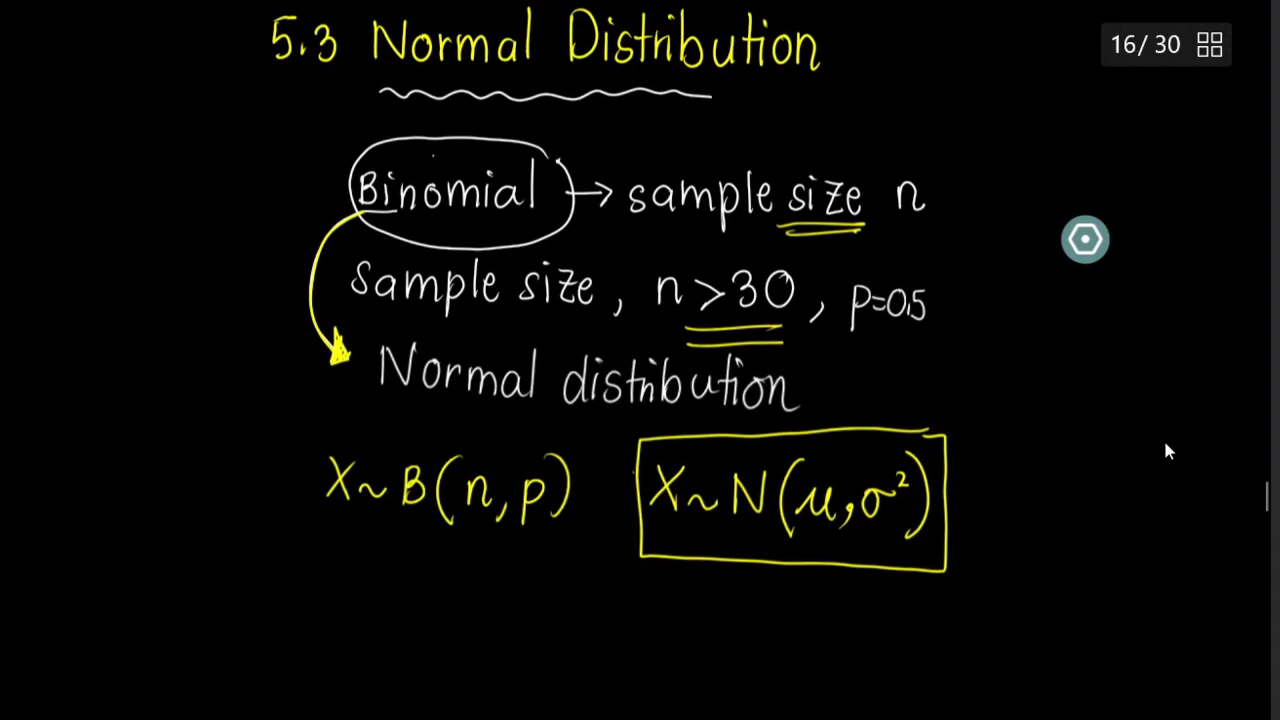 5.3 Normal Distribution
16/ 30
Binomial → sample size n
Sample size, n > 30, p=0.5
Normal distribution
X~B(n,p) X~N(μ,σ²)